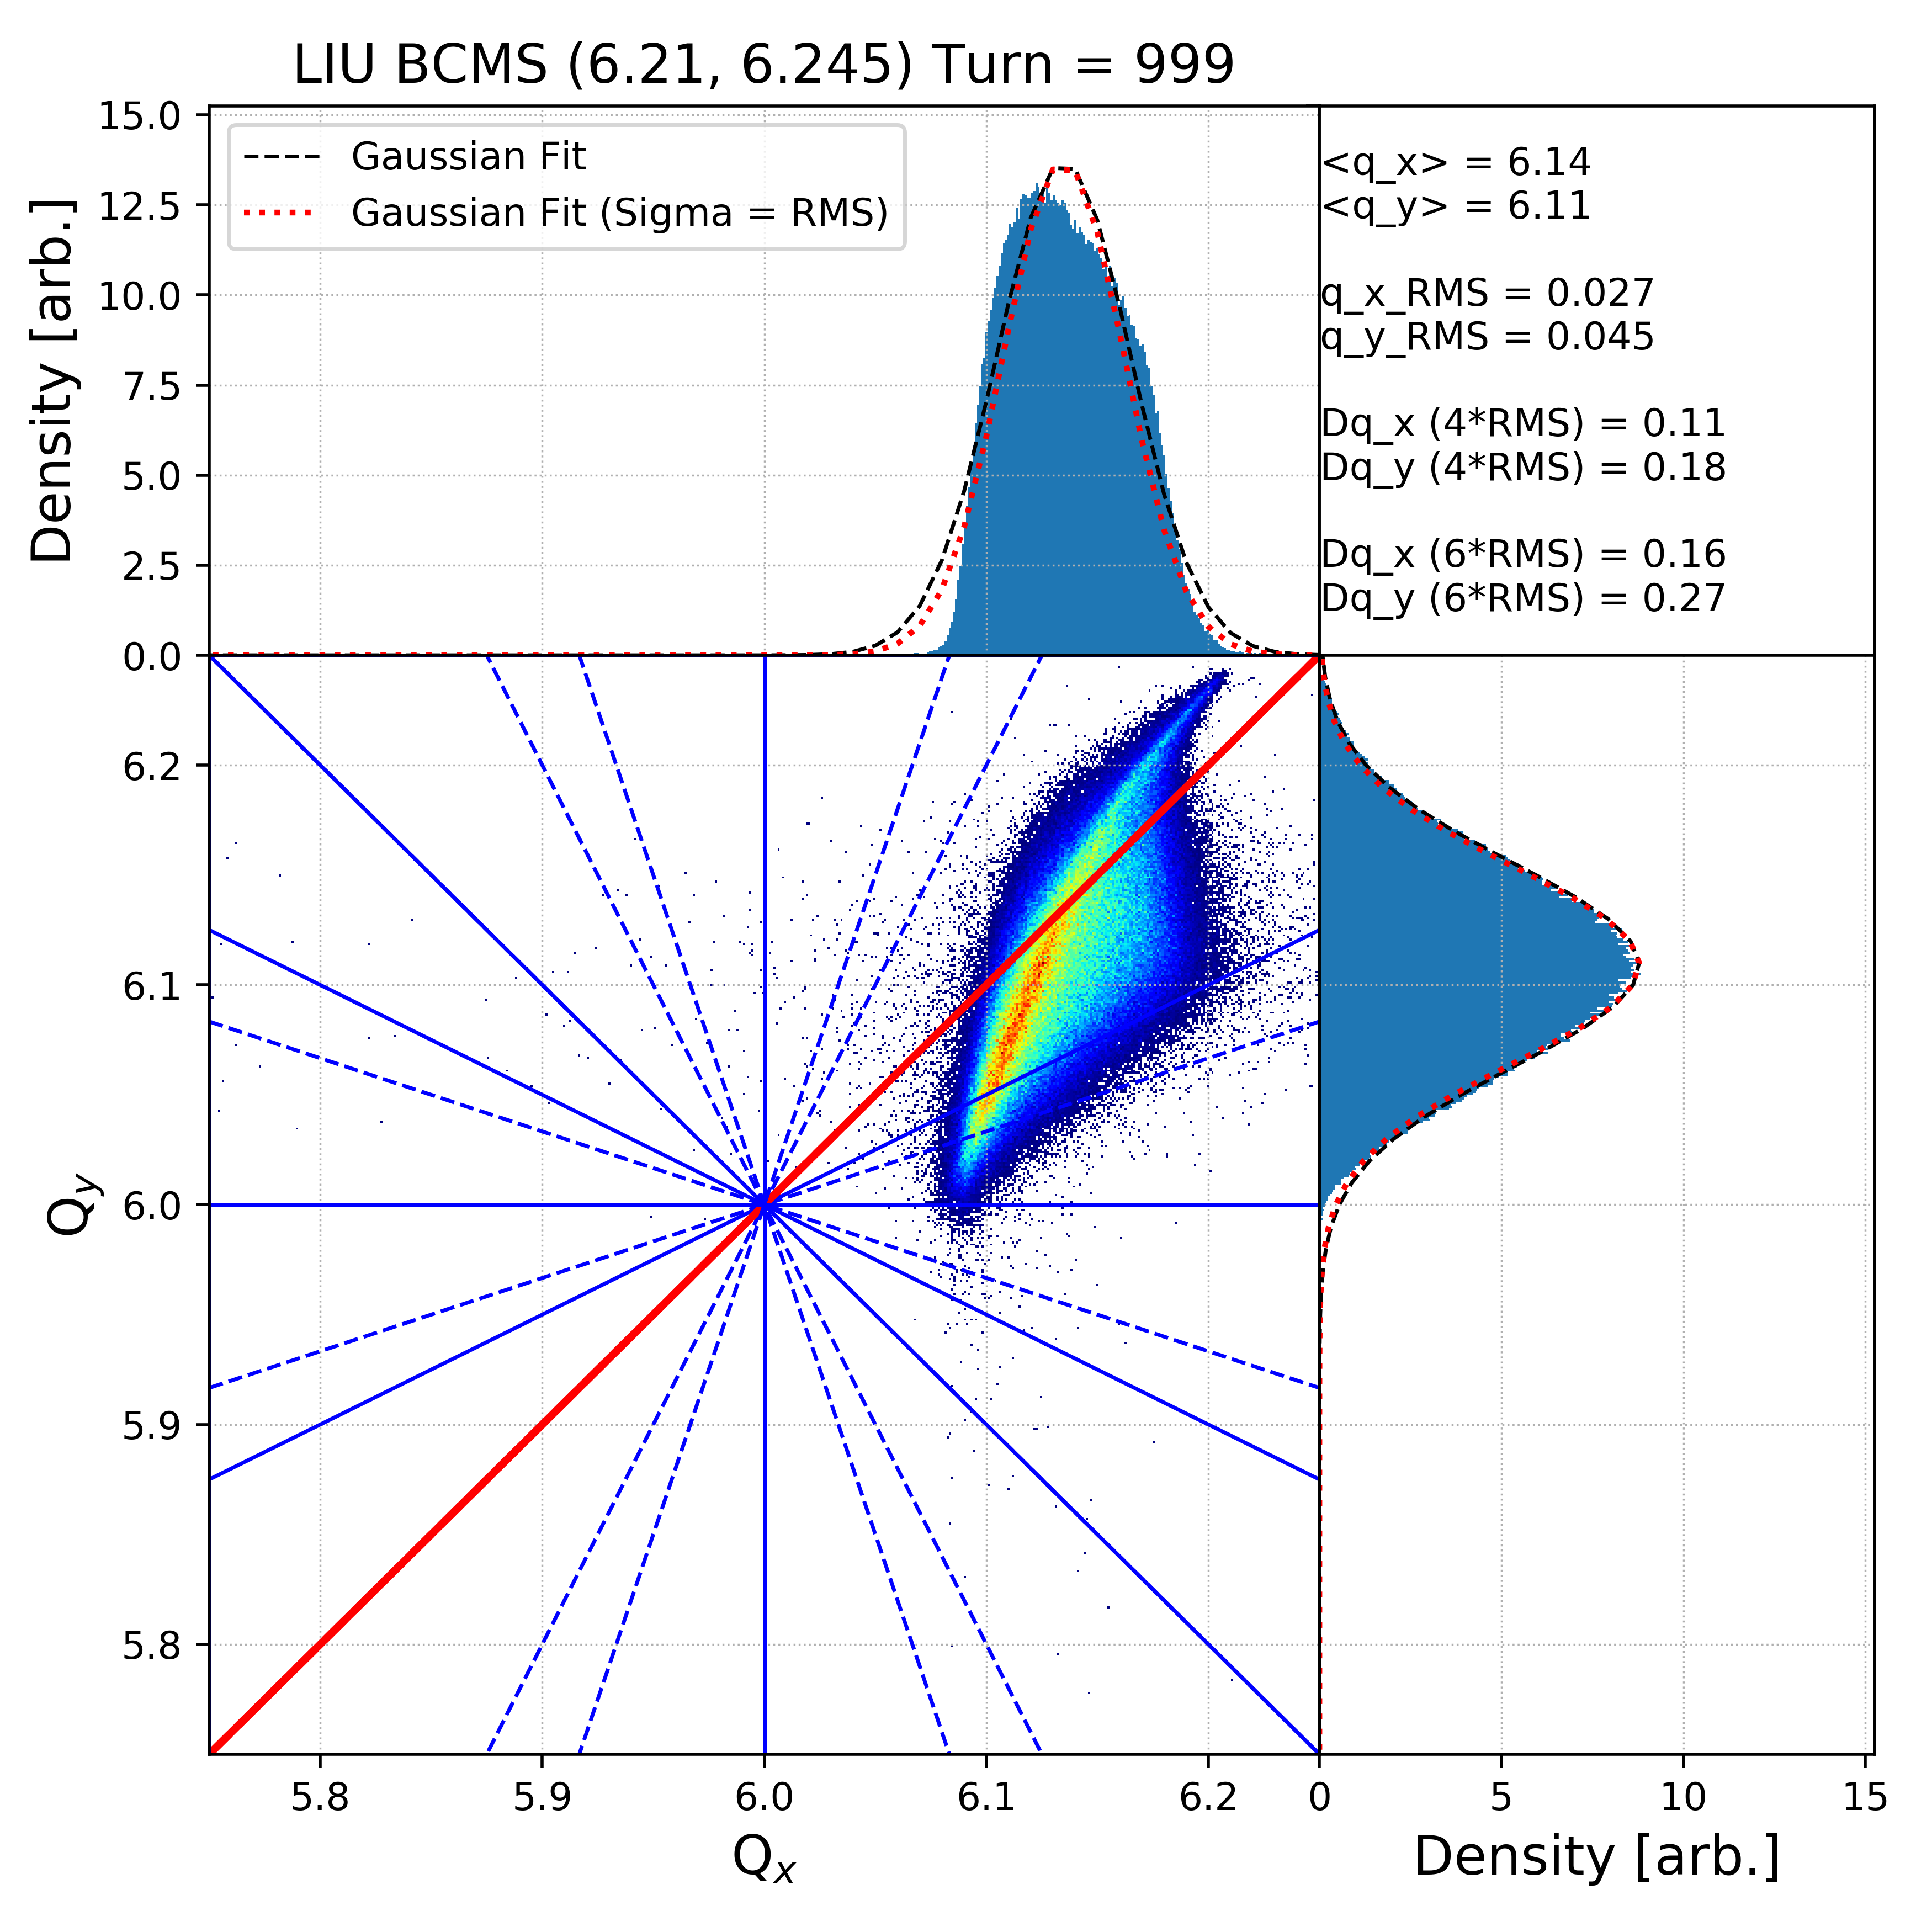 LIU BCMS (6.21, 6.245) Turn = 999
Density [arb.]
15.0
12.5
10.0
7.5
5.0
2.5
0.0
Gaussian Fit
Gaussian Fit (Sigma = RMS)
<q_x> = 6.14
<q_y> = 6.11
q_x_RMS = 0.027
q_y_RMS = 0.045
Dq_x (4*RMS) = 0.11
Dq_y (4*RMS) = 0.18
Dq_x (6*RMS) = 0.16
Dq_y (6*RMS) = 0.27
Qy
6.2
6.1
6.0
5.9
5.8
5.8 5.9 6.0 6.1 6.2
Qx
0 5 10 15
Density [arb.]